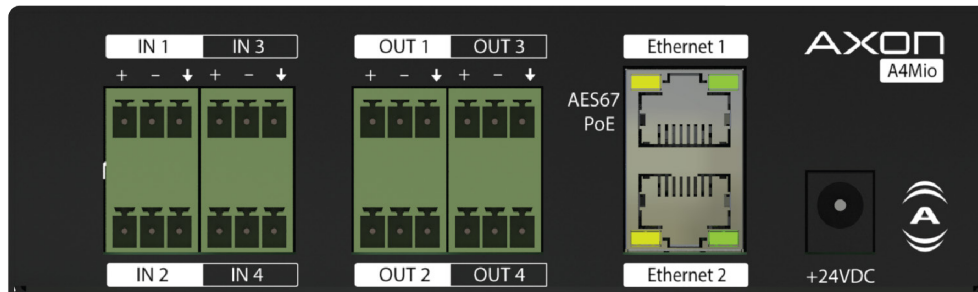 IN 1 IN 3 OUT 1 OUT 3 Ethernet 1 AXON
A4Mio
+ − + − + − + −
AES67
PoE
A
IN 2 IN 4 OUT 2 OUT 4 Ethernet 2 +24VDC